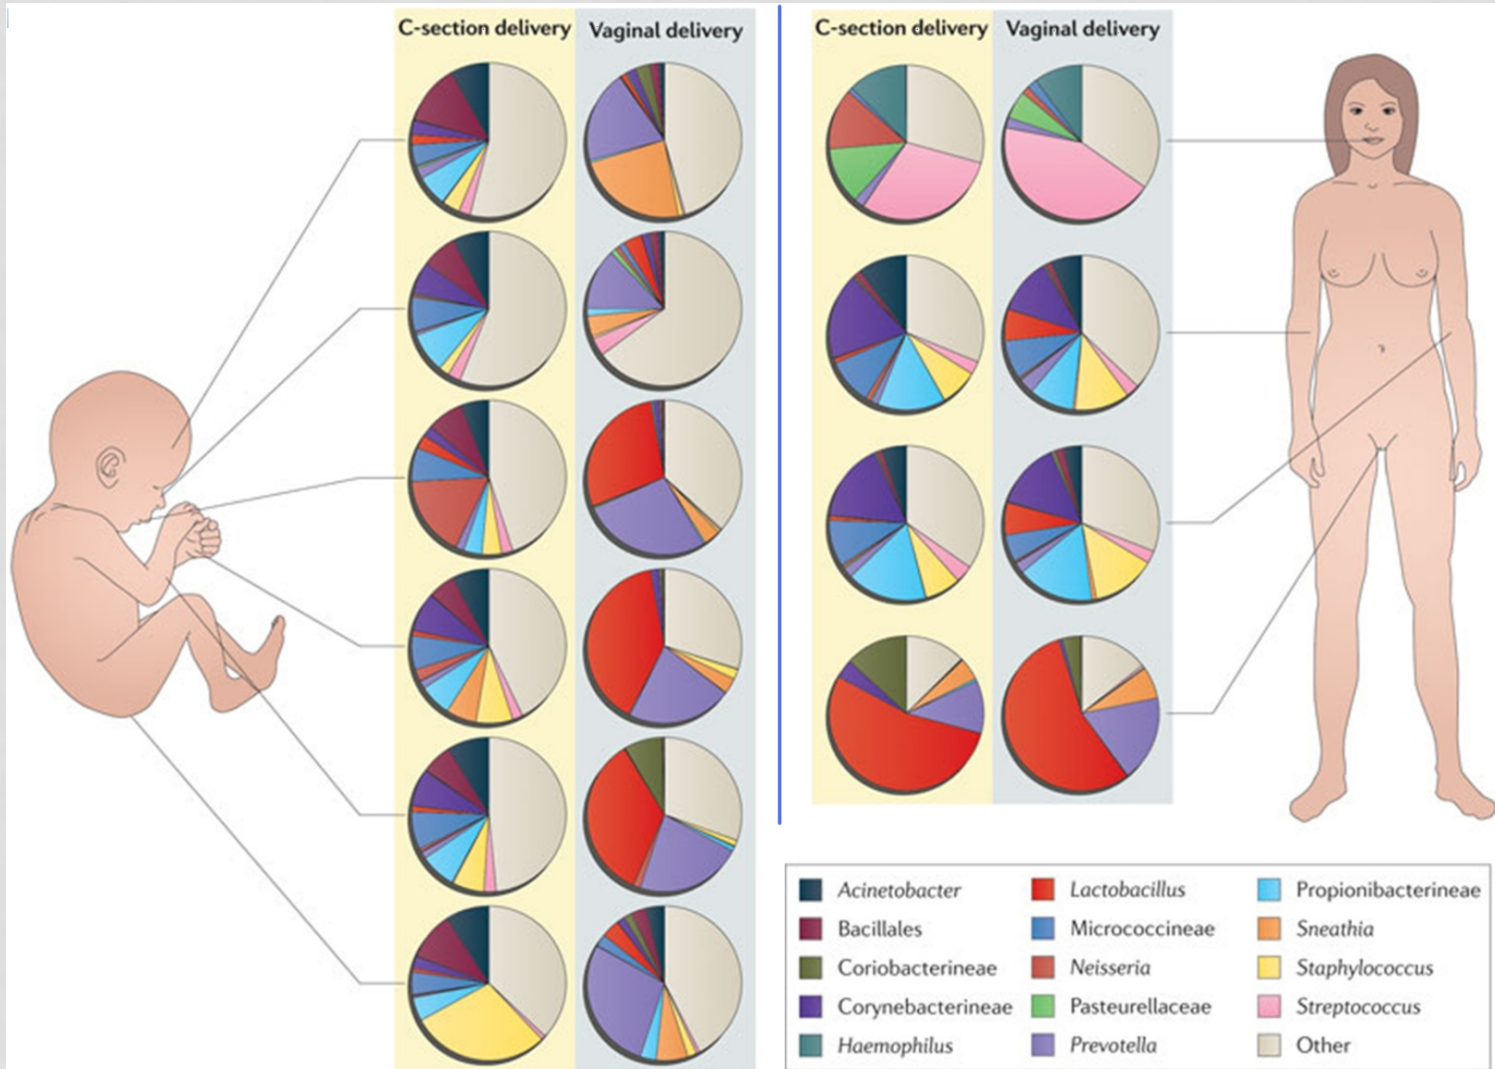 C-section delivery
Vaginal delivery
C-section delivery
Vaginal delivery
Acinetobacter
Bacillales
Coriobacterineae
Corynebacterineae
Haemophilus
Lactobacillus
Micrococcineae
Neisseria
Pasteurellaceae
Prevotella
Propionibacterineae
Sneathia
Staphylococcus
Streptococcus
Other